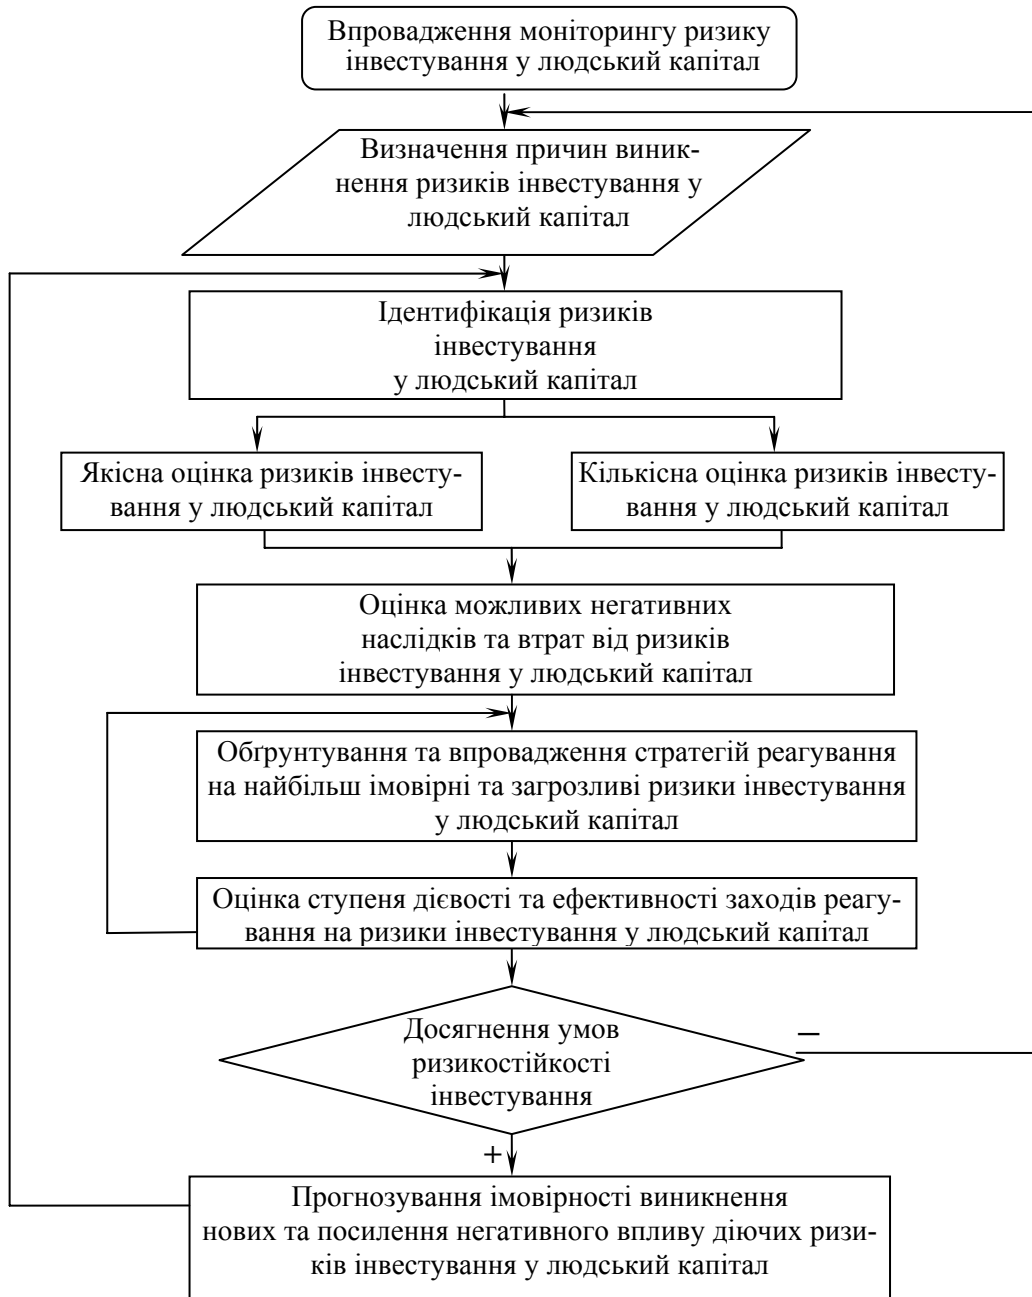 Впровадження моніторингу ризику
інвестування у людський капітал
Визначення причин виник-
нення ризиків інвестування у
людський капітал
Ідентифікація ризиків
інвестування
у людський капітал
Якісна оцінка ризиків інвесту-
вання у людський капітал
Кількісна оцінка ризиків інвесту-
вання у людський капітал
Оцінка можливих негативних
наслідків та втрат від ризиків
інвестування у людський капітал
Обґрунтування та впровадження стратегій реагування
на найбільш імовірні та загрозливі ризики інвестування
у людський капітал
Оцінка ступеня дієвості та ефективності заходів реагу-
вання на ризики інвестування у людський капітал
Досягнення умов
ризикостійкості
інвестування
–
+
Прогнозування імовірності виникнення
нових та посилення негативного впливу діючих ризи-
ків інвестування у людський капітал